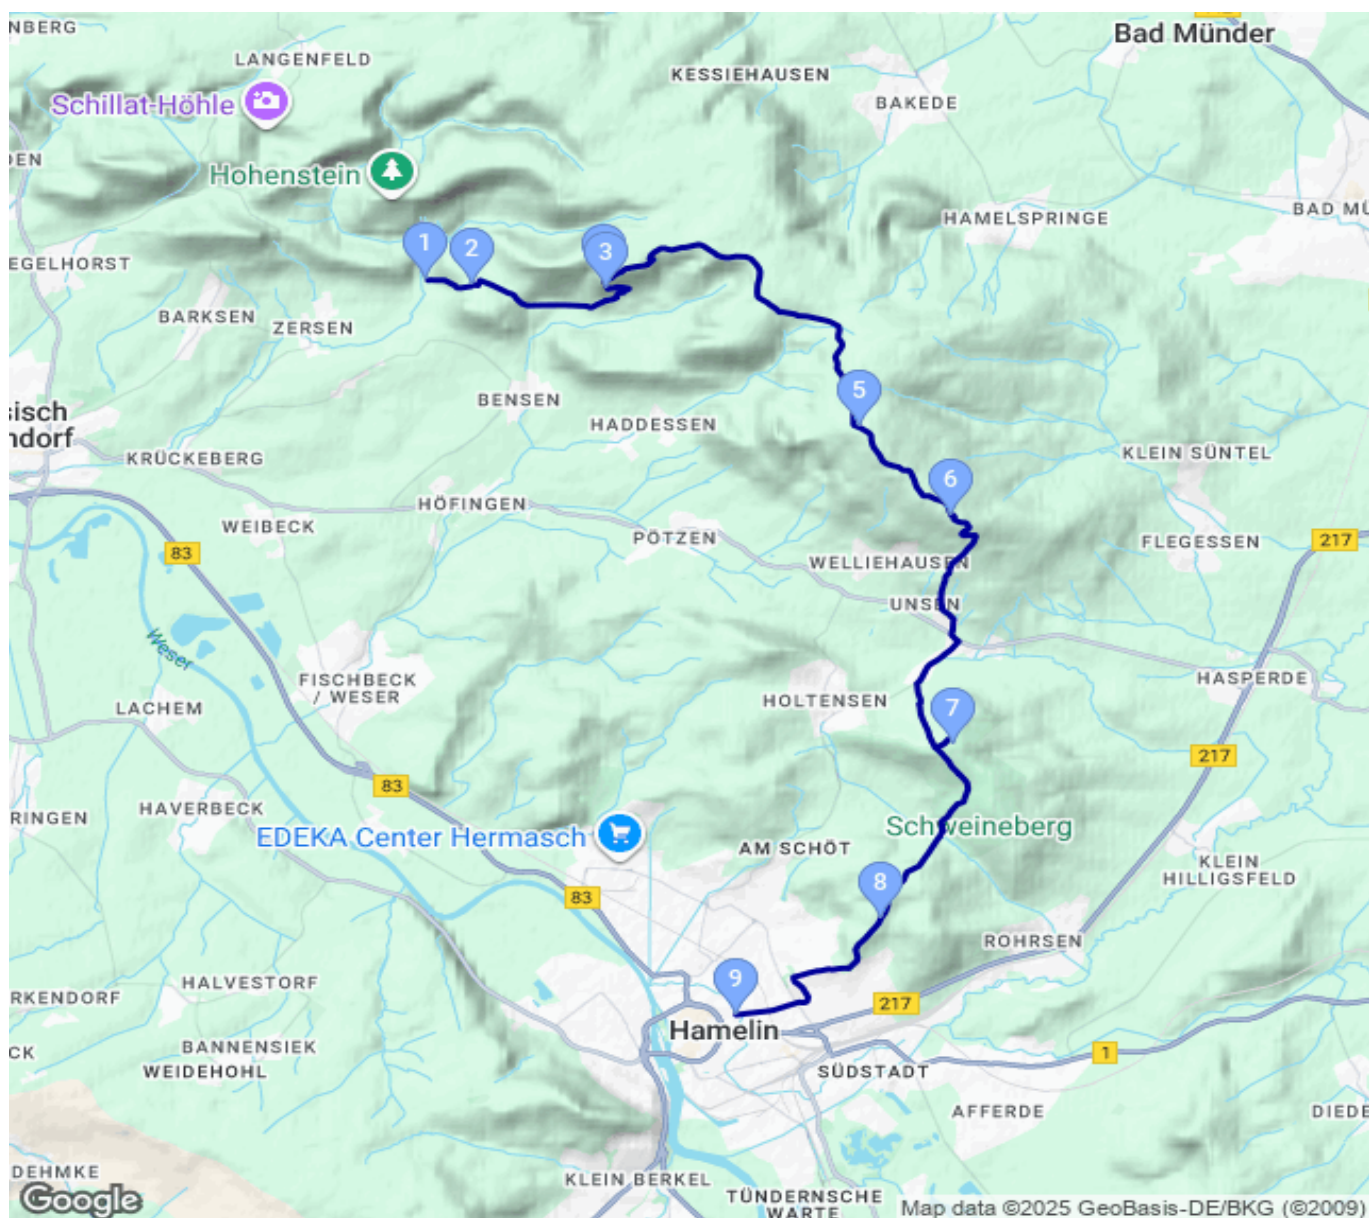 NBERG
Bad Münder
LANGENFELD
KESSIEHAUSEN
BAKEDE
Schillat-Höhle
DEN
Hohenstein
HAMELSPRINGE
BAD MÜ
1
2
3
EGELHORST
BARKSEN
ZERSEN
BENSEN
5
sisch
ndorf
HADDESSEN
KRÜCKEBERG
KLEIN SÜNTEL
6
HÖFINGEN
WEIBECK
PÖTZEN
FLEGESSEN
217
83
WELLIEHAUSEN
UNSEN
Weser
FISCHBECK
/ WESER
HASPERDE
LACHEM
HOLTENSEN
7
217
83
HAVERBECK
RINGEN
EDEKA Center Hermasch
Schweineberg
AM SCHÖT
KLEIN
HILLIGSFELD
8
83
ROHRSEN
HALVESTORF
RKENDORF
9
217
Hamelin
CK
BANNENSIEK
WEIDEHOHL
1
SÜDSTADT
AFFERDE
DIEDE
DEHMKE
KLEIN BERKEL
TÜNDERNSCHE
WARTE
Google
Map data ©2025 GeoBasis-DE/BKG (©2009)